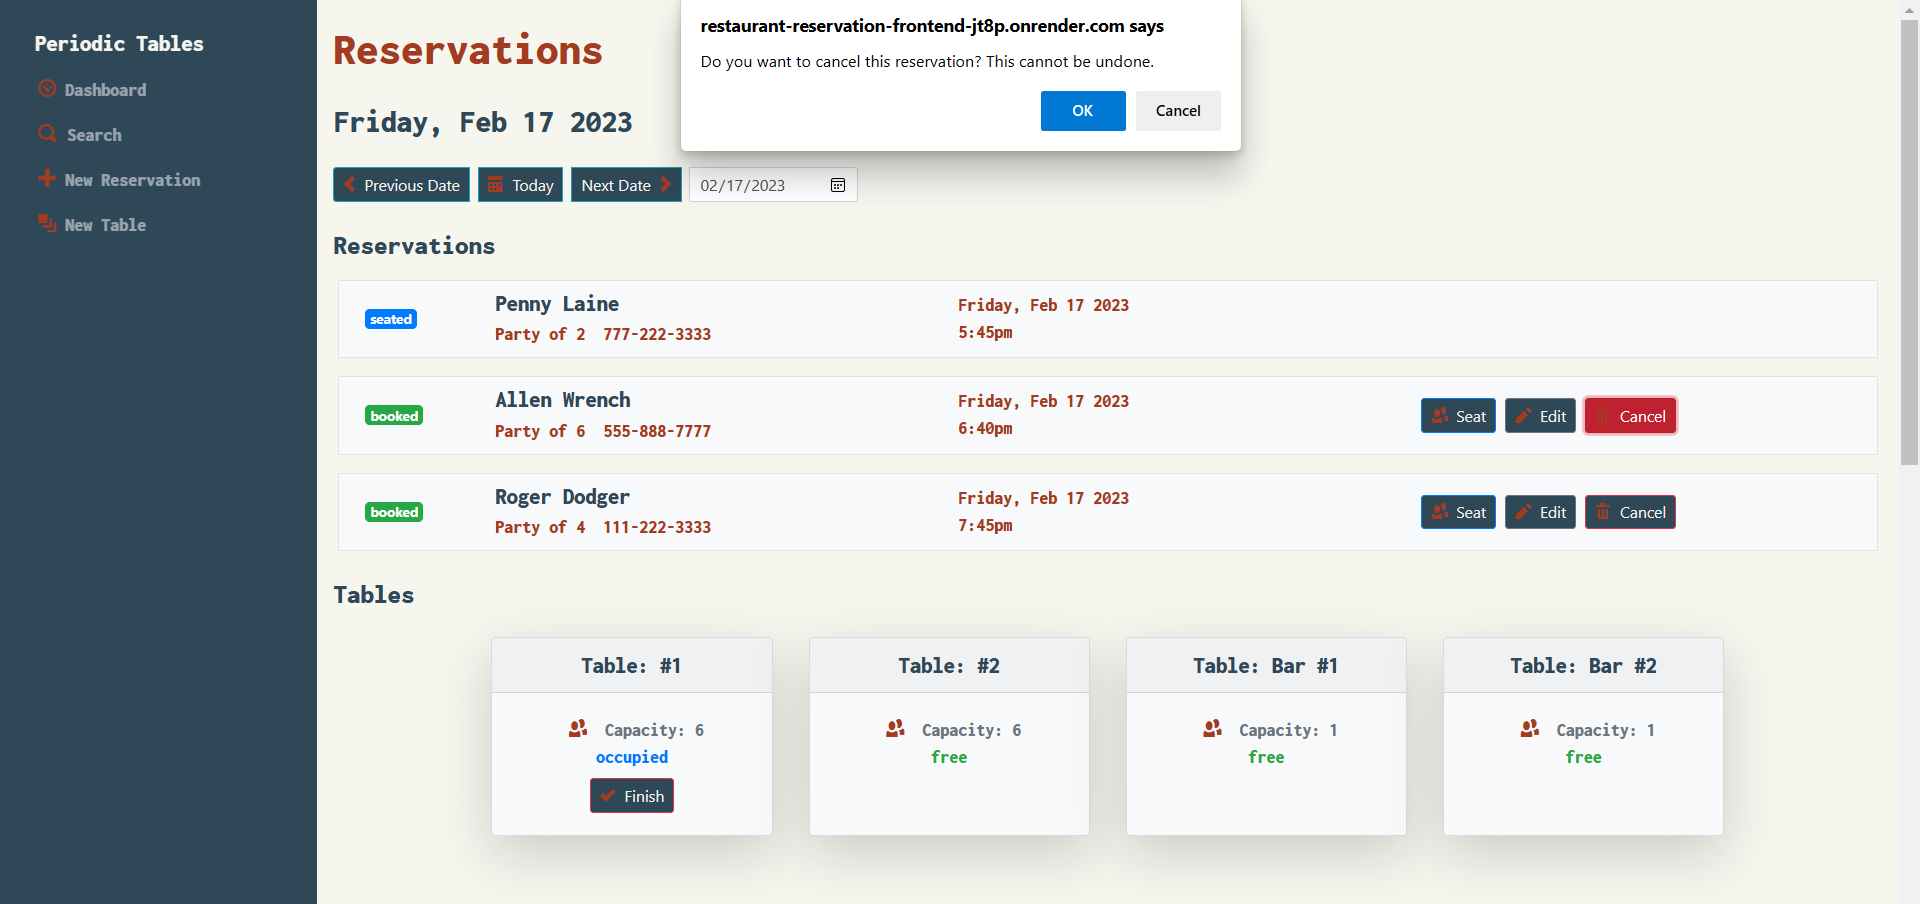 Periodic Tables
Dashboard
Search
New Reservation
New Table
restaurant-reservation-frontend-jt8p.onrender.com says
Do you want to cancel this reservation? This cannot be undone.
OK Cancel
Reservations
Friday, Feb 17 2023
Previous Date Today Next Date 02/17/2023
Reservations
seated
Penny Laine
Party of 2 777-222-3333
Friday, Feb 17 2023
5:45pm
booked
Allen Wrench
Party of 6 555-888-7777
Friday, Feb 17 2023
6:40pm
Seat Edit Cancel
booked
Roger Dodger
Party of 4 111-222-3333
Friday, Feb 17 2023
7:45pm
Seat Edit Cancel
Tables
Table: #1
Capacity: 6
occupied
Finish
Table: #2
Capacity: 6
free
Table: Bar #1
Capacity: 1
free
Table: Bar #2
Capacity: 1
free